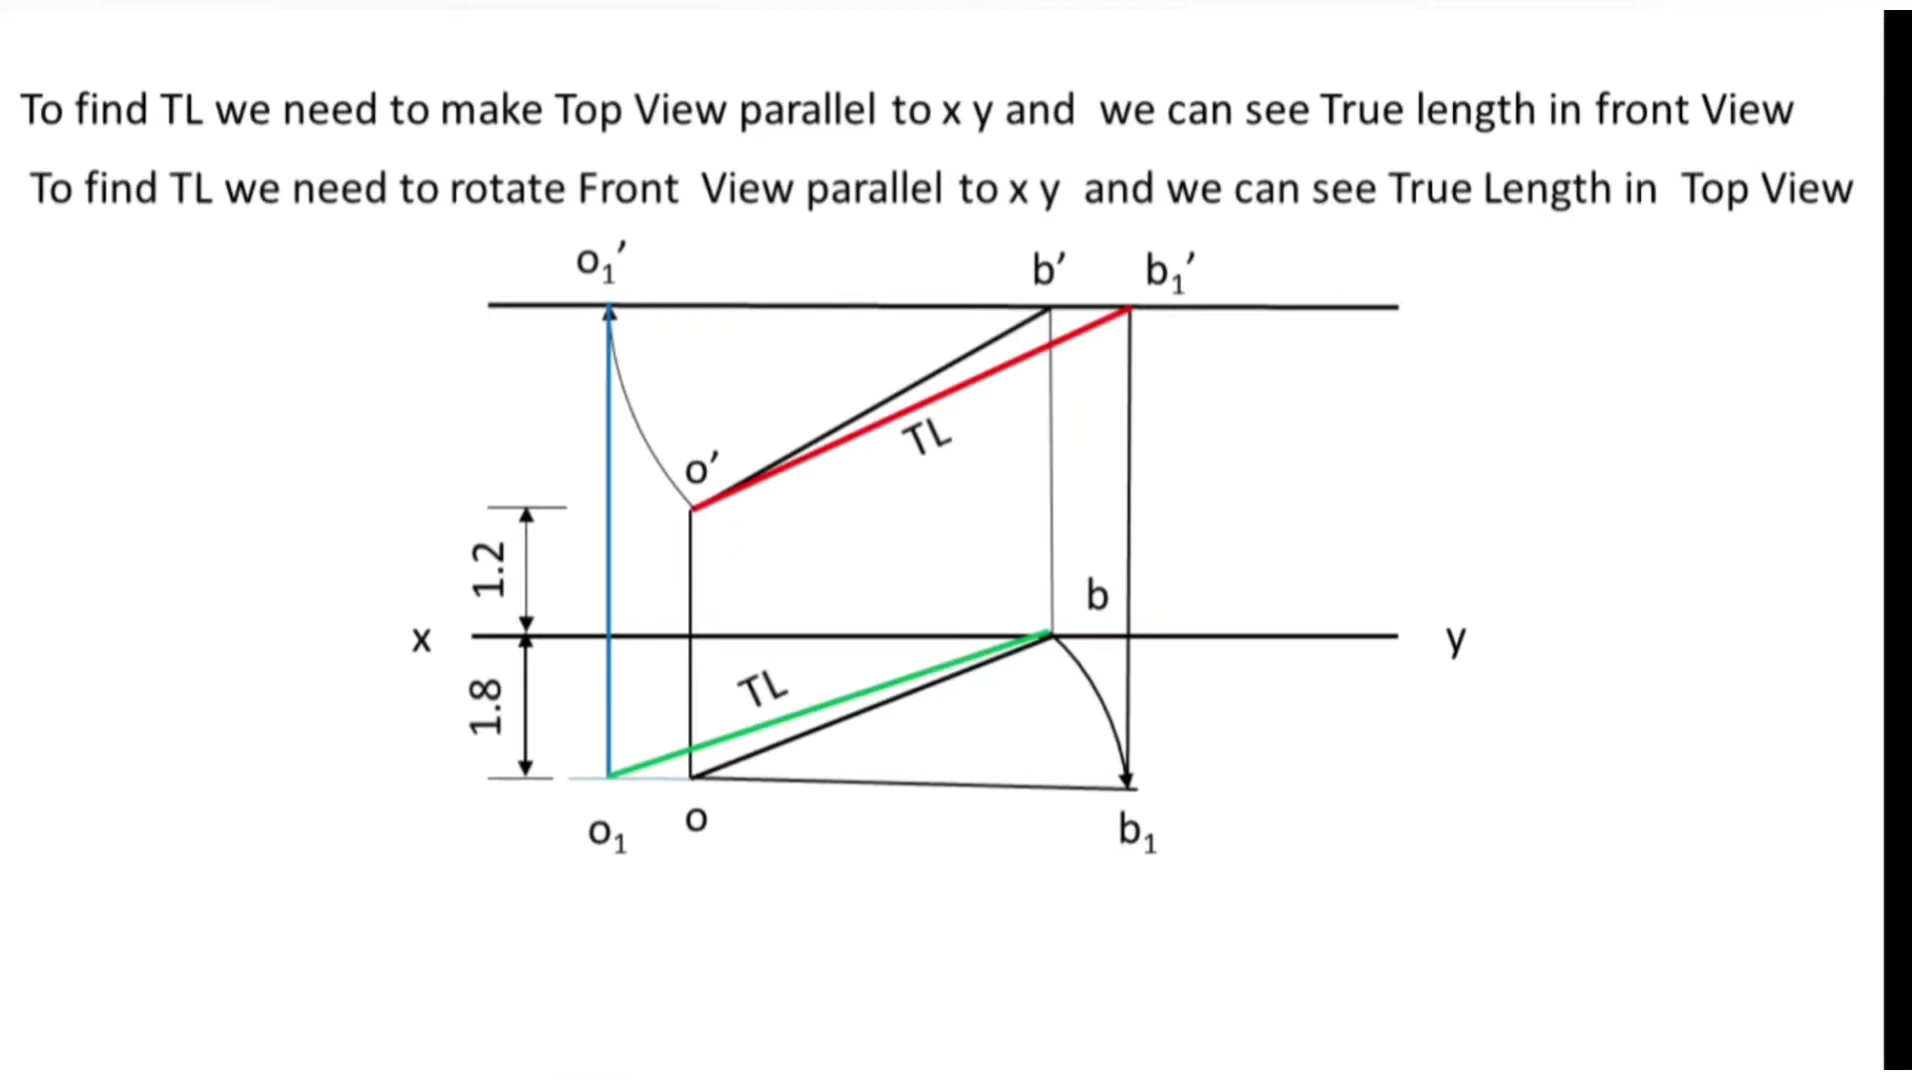 To find TL we need to make Top View parallel to x y and we can see True length in front View
To find TL we need to rotate Front View parallel to x y and we can see True Length in Top View
o₁′
b′
b₁′
TL
o′
1.2
b
x
y
TL
1.8
o₁
o
b₁